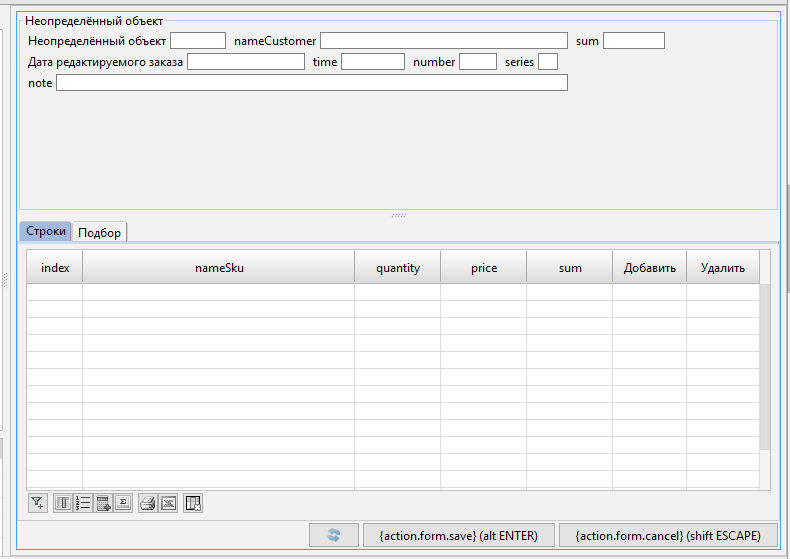 Неопределённый объект
Неопределённый объект nameCustomer sum
Дата редактируемого заказа time number series
note
Строки Подбор
index nameSku quantity price sum Добавить Удалить
{action.form.save} (alt ENTER) {action.form.cancel} (shift ESCAPE)